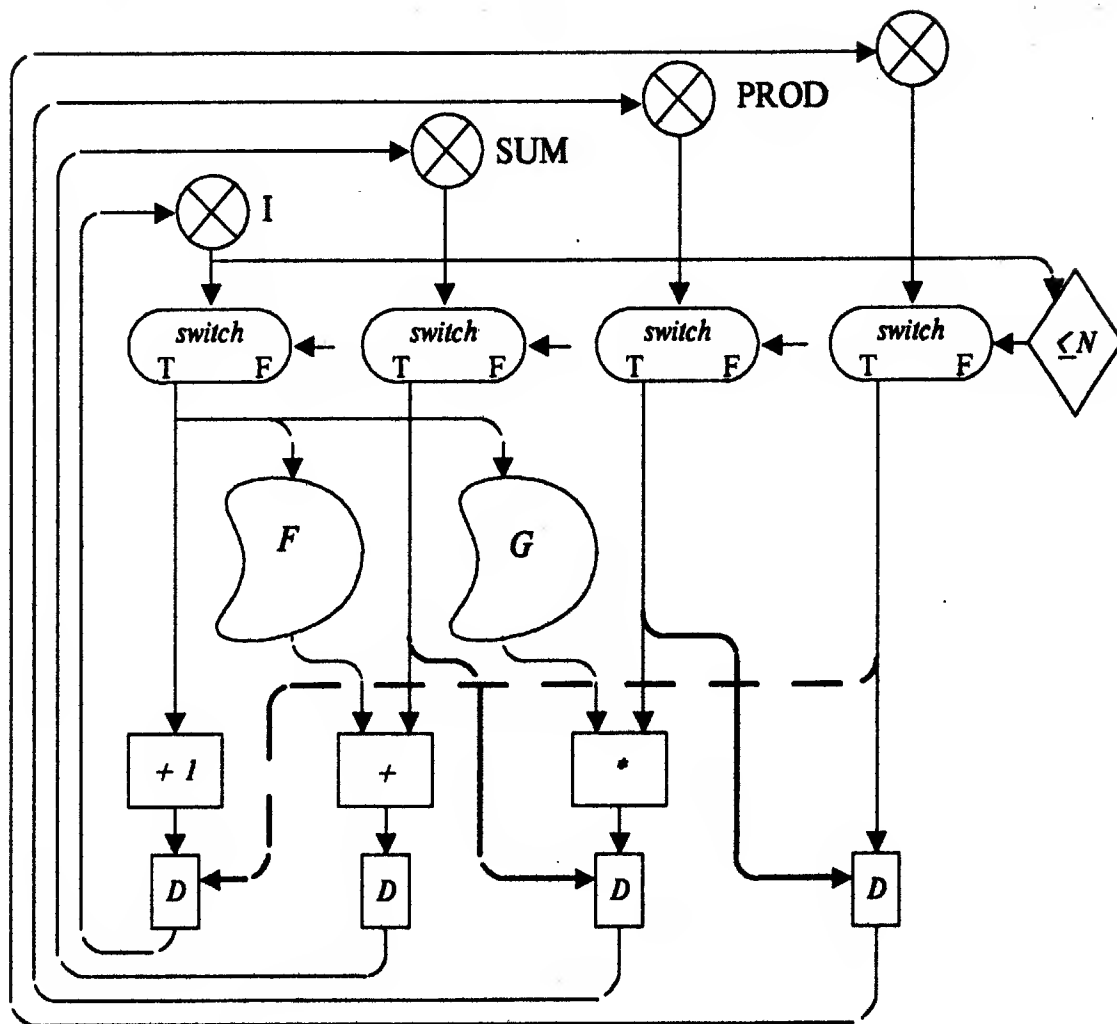 PROD
SUM
I
switch
T F
switch
T F
switch
T F
switch
T F
≤N
F
G
+ 1
+
*
D
D
D
D